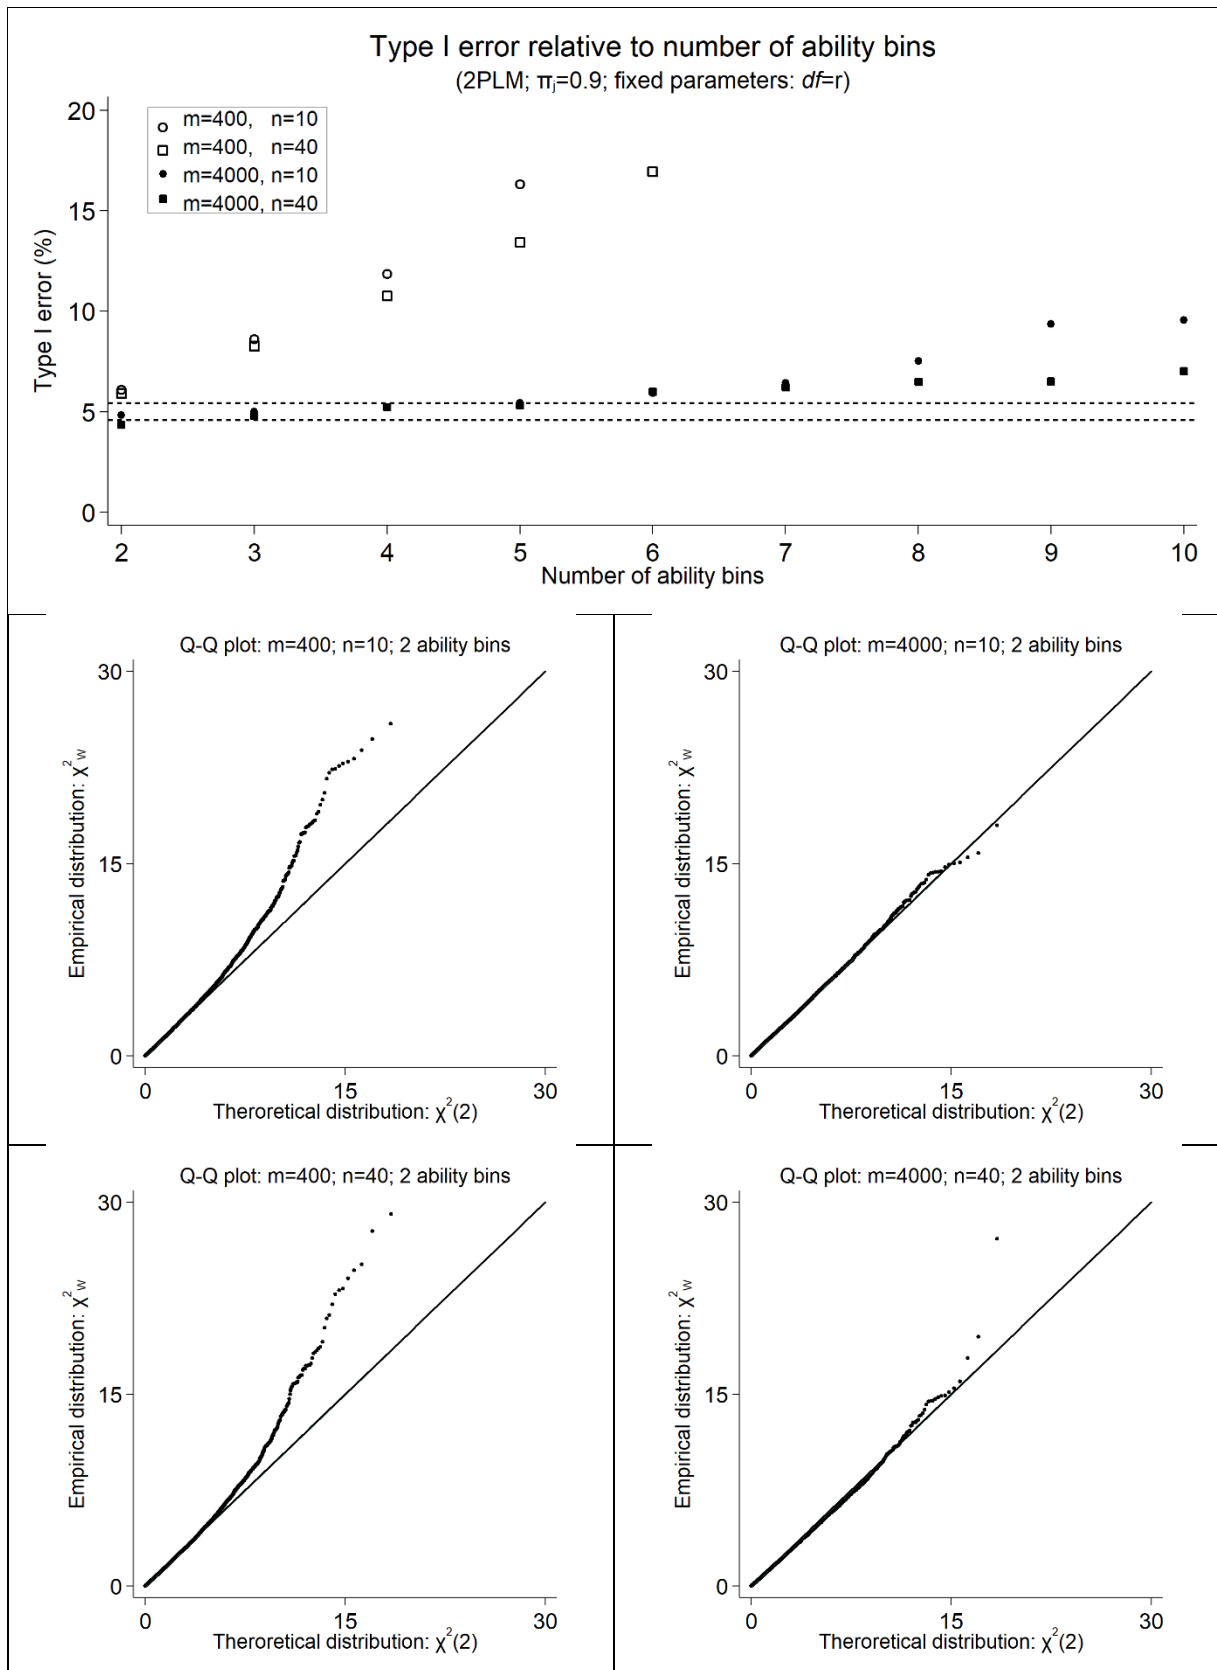 Type I error relative to number of ability bins
(2PLM; πj=0.9; fixed parameters: df=r)
20
15
10
5
0
Type I error (%)
m=400, n=10
m=400, n=40
m=4000, n=10
m=4000, n=40
2 3 4 5 6 7 8 9 10
Number of ability bins
Q-Q plot: m=400; n=10; 2 ability bins
30
15
0
Empirical distribution: χ²W
0 15 30
Theroretical distribution: χ²(2)
Q-Q plot: m=4000; n=10; 2 ability bins
30
15
0
Empirical distribution: χ²W
0 15 30
Theroretical distribution: χ²(2)
Q-Q plot: m=400; n=40; 2 ability bins
30
15
0
Empirical distribution: χ²W
0 15 30
Theroretical distribution: χ²(2)
Q-Q plot: m=4000; n=40; 2 ability bins
30
15
0
Empirical distribution: χ²W
0 15 30
Theroretical distribution: χ²(2)